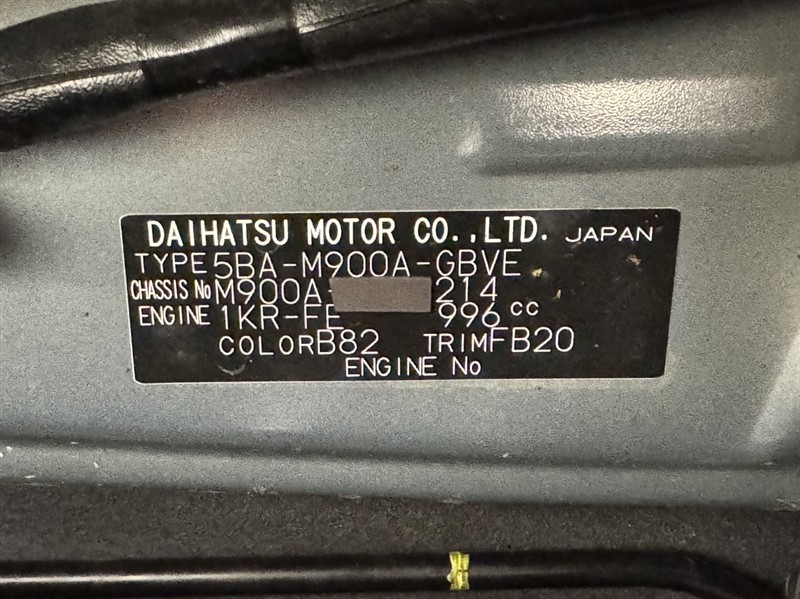 DAIHATSU MOTOR CO.,LTD. JAPAN
TYPE 5BA-M900A-GBVE
CHASSIS No M900A 214
ENGINE 1KR-FE 996 cc
COLOR B82 TRIM FB20
ENGINE No